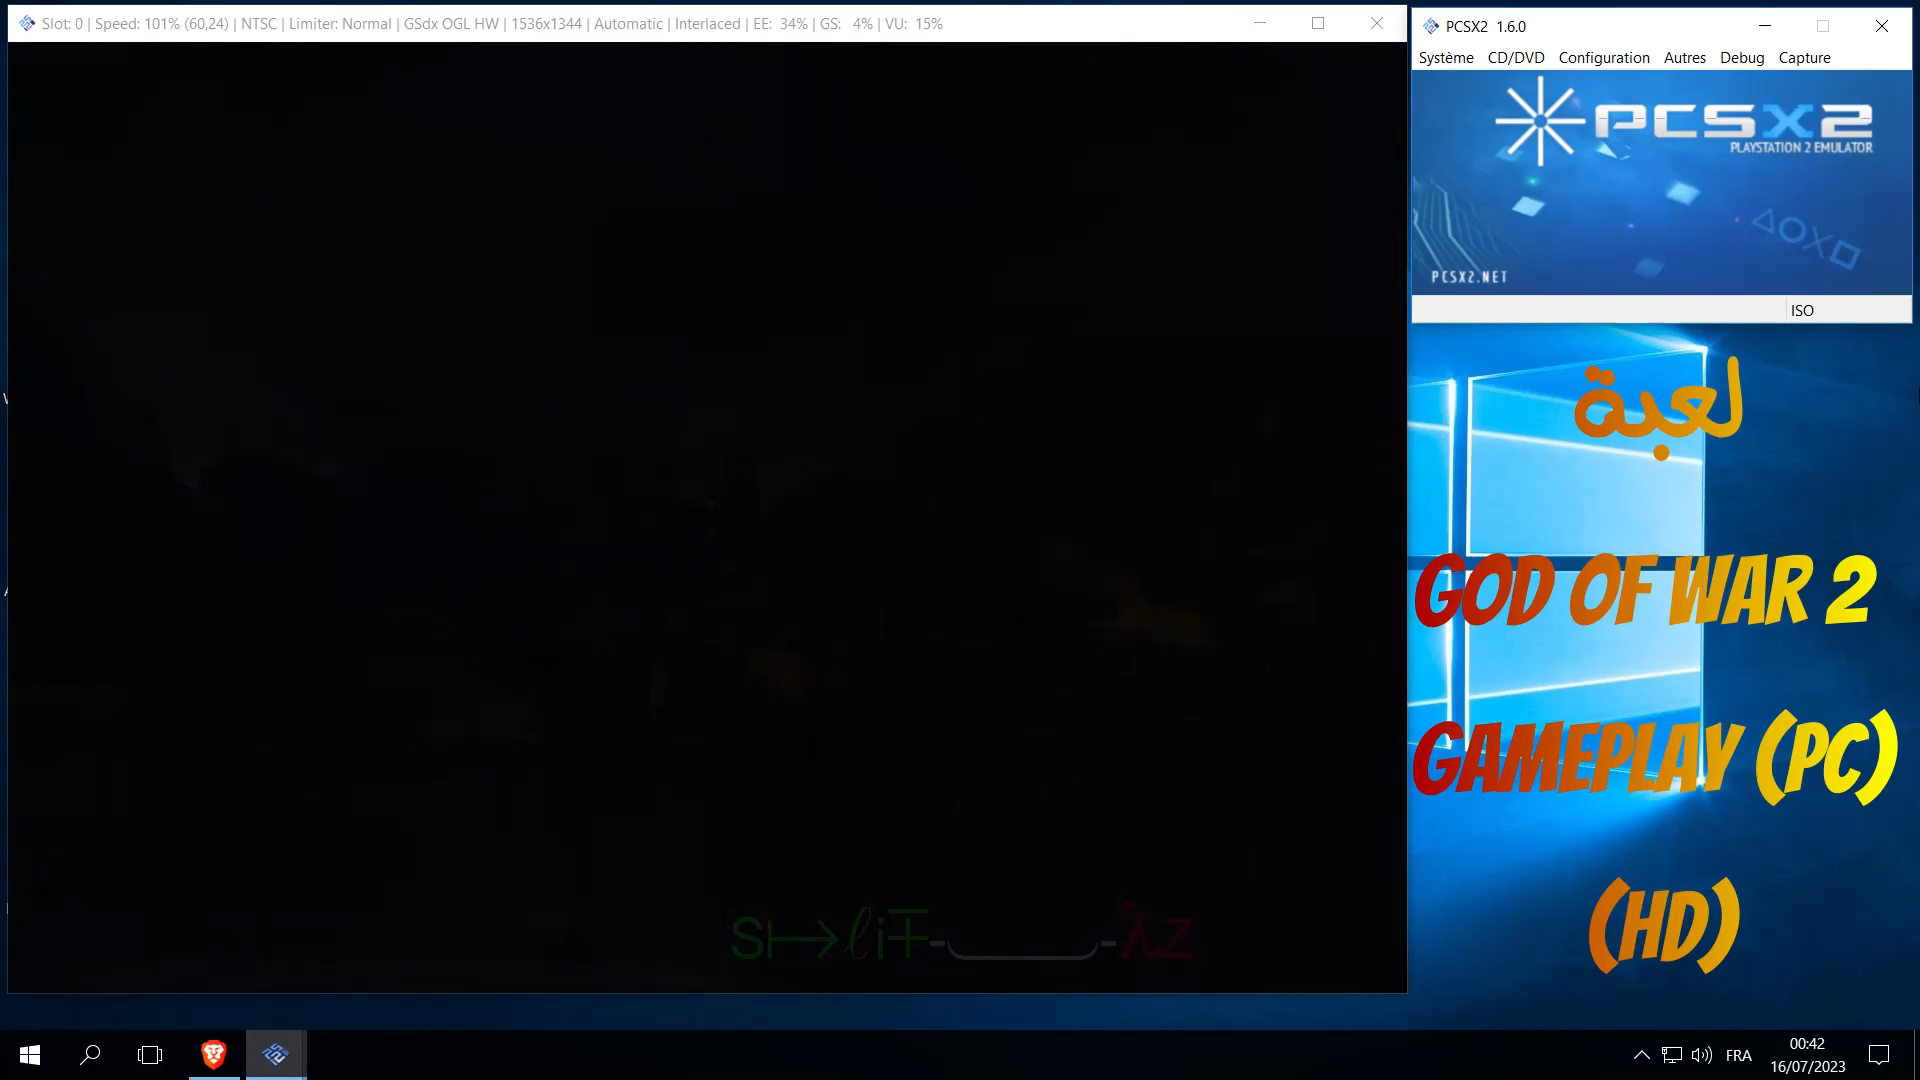 Slot: 0 | Speed: 101% (60,24) | NTSC | Limiter: Normal | GSdx OGL HW | 1536x1344 | Automatic | Interlaced | EE: 34% | GS: 4% | VU: 15%
PCSX2 1.6.0
Système CD/DVD Configuration Autres Debug Capture
PCSX2
PLAYSTATION 2 EMULATOR
PCSX2.NET
ISO
لعبة
GOD OF WAR 2
GAMEPLAY (PC)
(HD)
FRA
00:42
16/07/2023